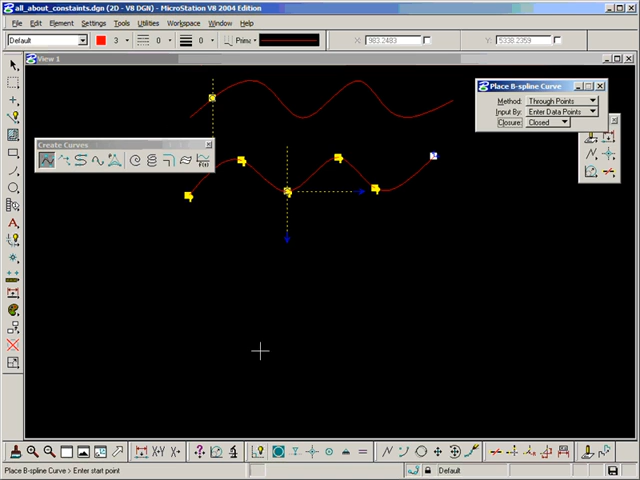 all_about_constaints.dgn (2D - V8 DGN) - MicroStation V8 2004 Edition
File Edit Element Settings Tools Utilities Workspace Window Help
Default 3 0 0 Prima X: 983.2483 Y: 5338.2359
View 1
Place B-spline Curve
Method: Through Points
Input By: Enter Data Points
Closure: Closed
Create Curves
Place B-spline Curve > Enter start point
Default